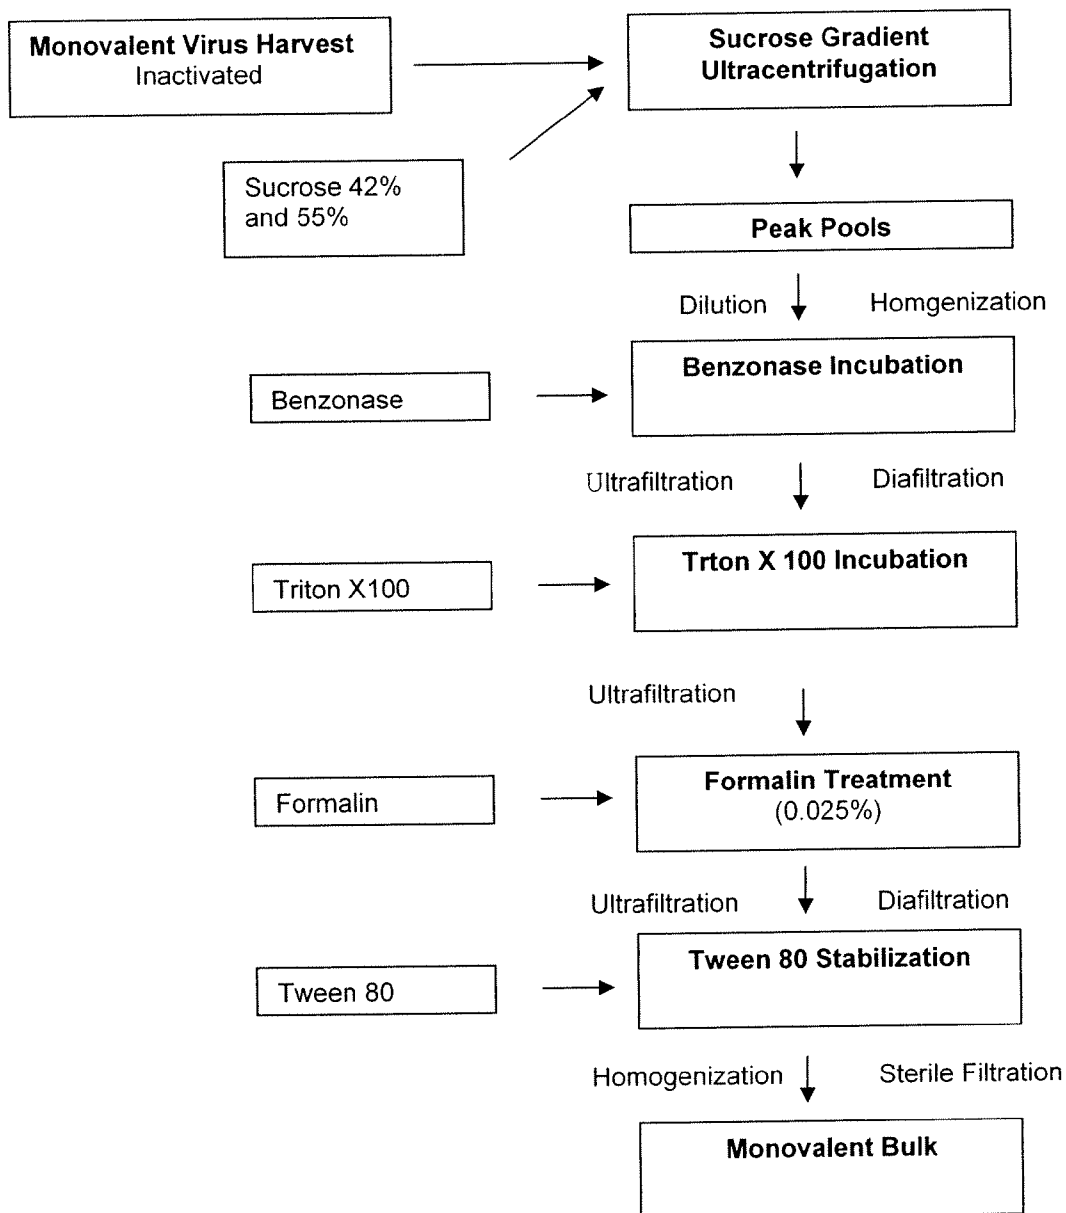 Monovalent Virus Harvest
Inactivated
Sucrose Gradient
Ultracentrifugation
Sucrose 42%
and 55%
Peak Pools
Dilution
Homgenization
Benzonase
Benzonase Incubation
Ultrafiltration
Diafiltration
Triton X100
Trton X 100 Incubation
Ultrafiltration
Formalin
Formalin Treatment
(0.025%)
Ultrafiltration
Diafiltration
Tween 80
Tween 80 Stabilization
Homogenization
Sterile Filtration
Monovalent Bulk